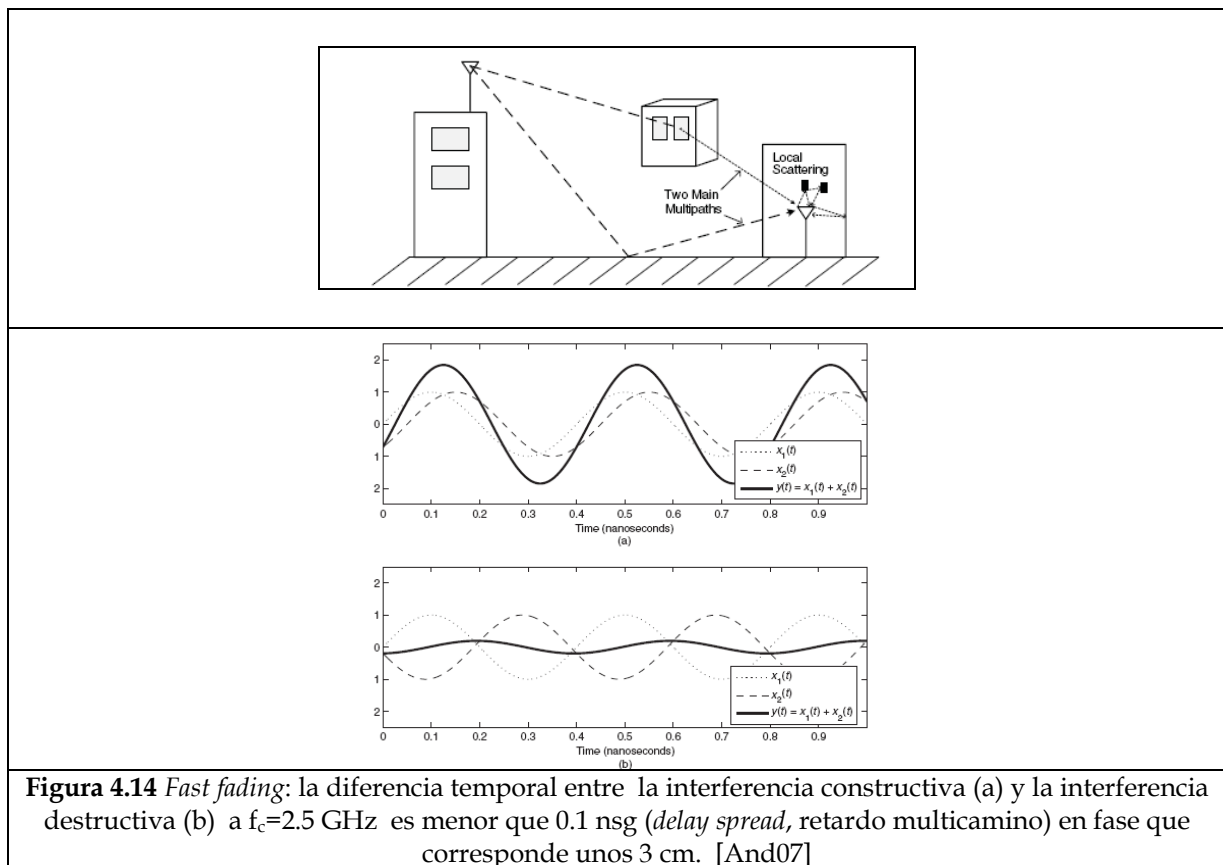 Local
Scattering
Two Main
Multipaths
2
1
0
1
2
x₁(t)
x₂(t)
y(t) = x₁(t) + x₂(t)
0 0.1 0.2 0.3 0.4 0.5 0.6 0.7 0.8 0.9
Time (nanoseconds)
(a)
2
1
0
1
2
x₁(t)
x₂(t)
y(t) = x₁(t) + x₂(t)
0 0.1 0.2 0.3 0.4 0.5 0.6 0.7 0.8 0.9
Time (nanoseconds)
(b)
Figura 4.14 Fast fading: la diferencia temporal entre la interferencia constructiva (a) y la interferencia
destructiva (b) a fc=2.5 GHz es menor que 0.1 nsg (delay spread, retardo multicamino) en fase que
corresponde unos 3 cm. [And07]